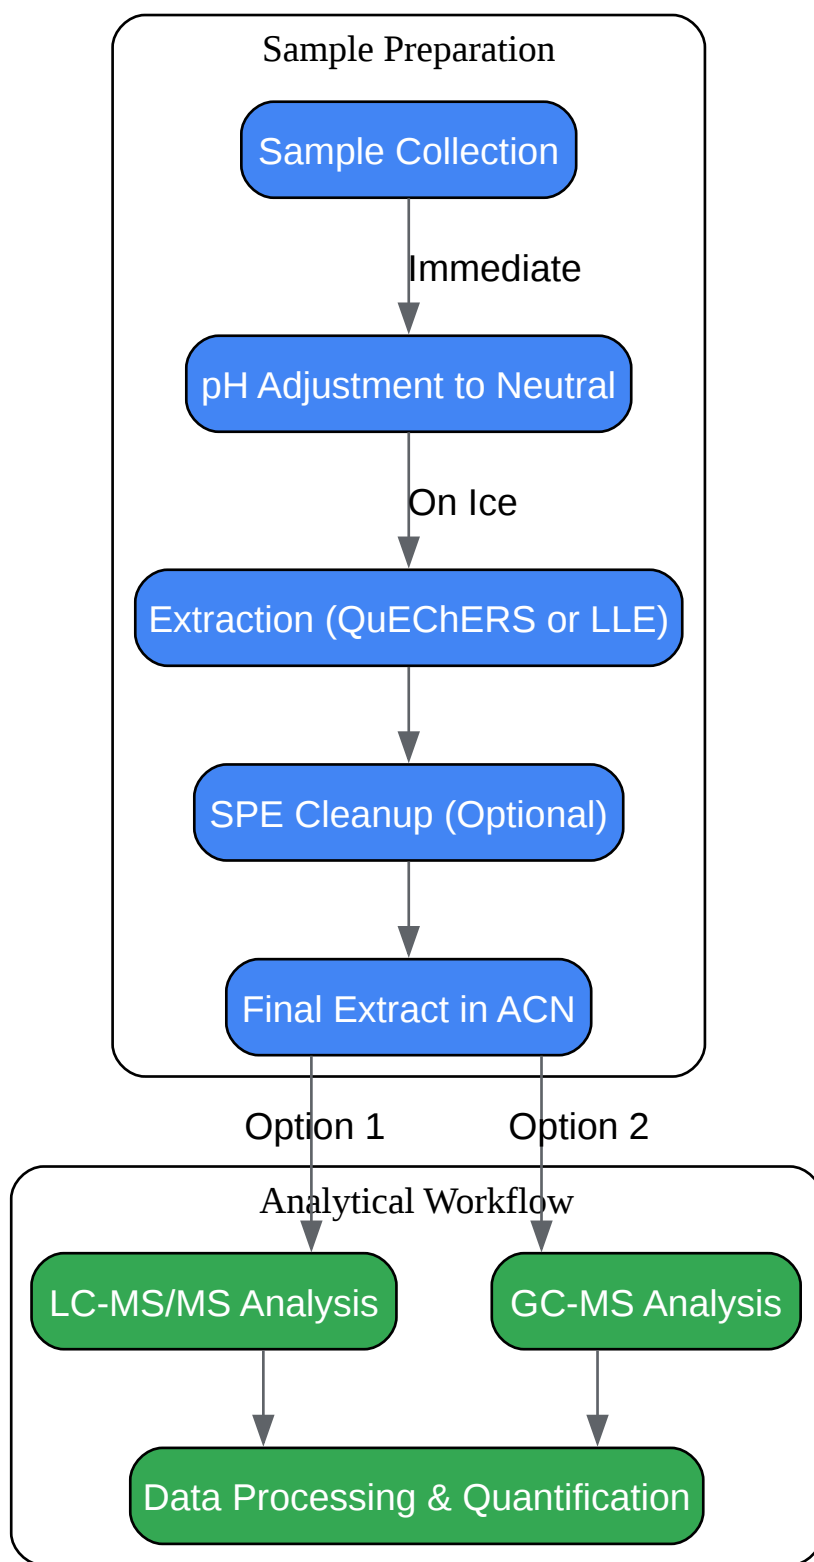 Sample Preparation
Sample Collection
Immediate
pH Adjustment to Neutral
On Ice
Extraction (QuEChERS or LLE)
SPE Cleanup (Optional)
Final Extract in ACN
Option 1
Option 2
Analytical Workflow
LC-MS/MS Analysis
GC-MS Analysis
Data Processing & Quantification